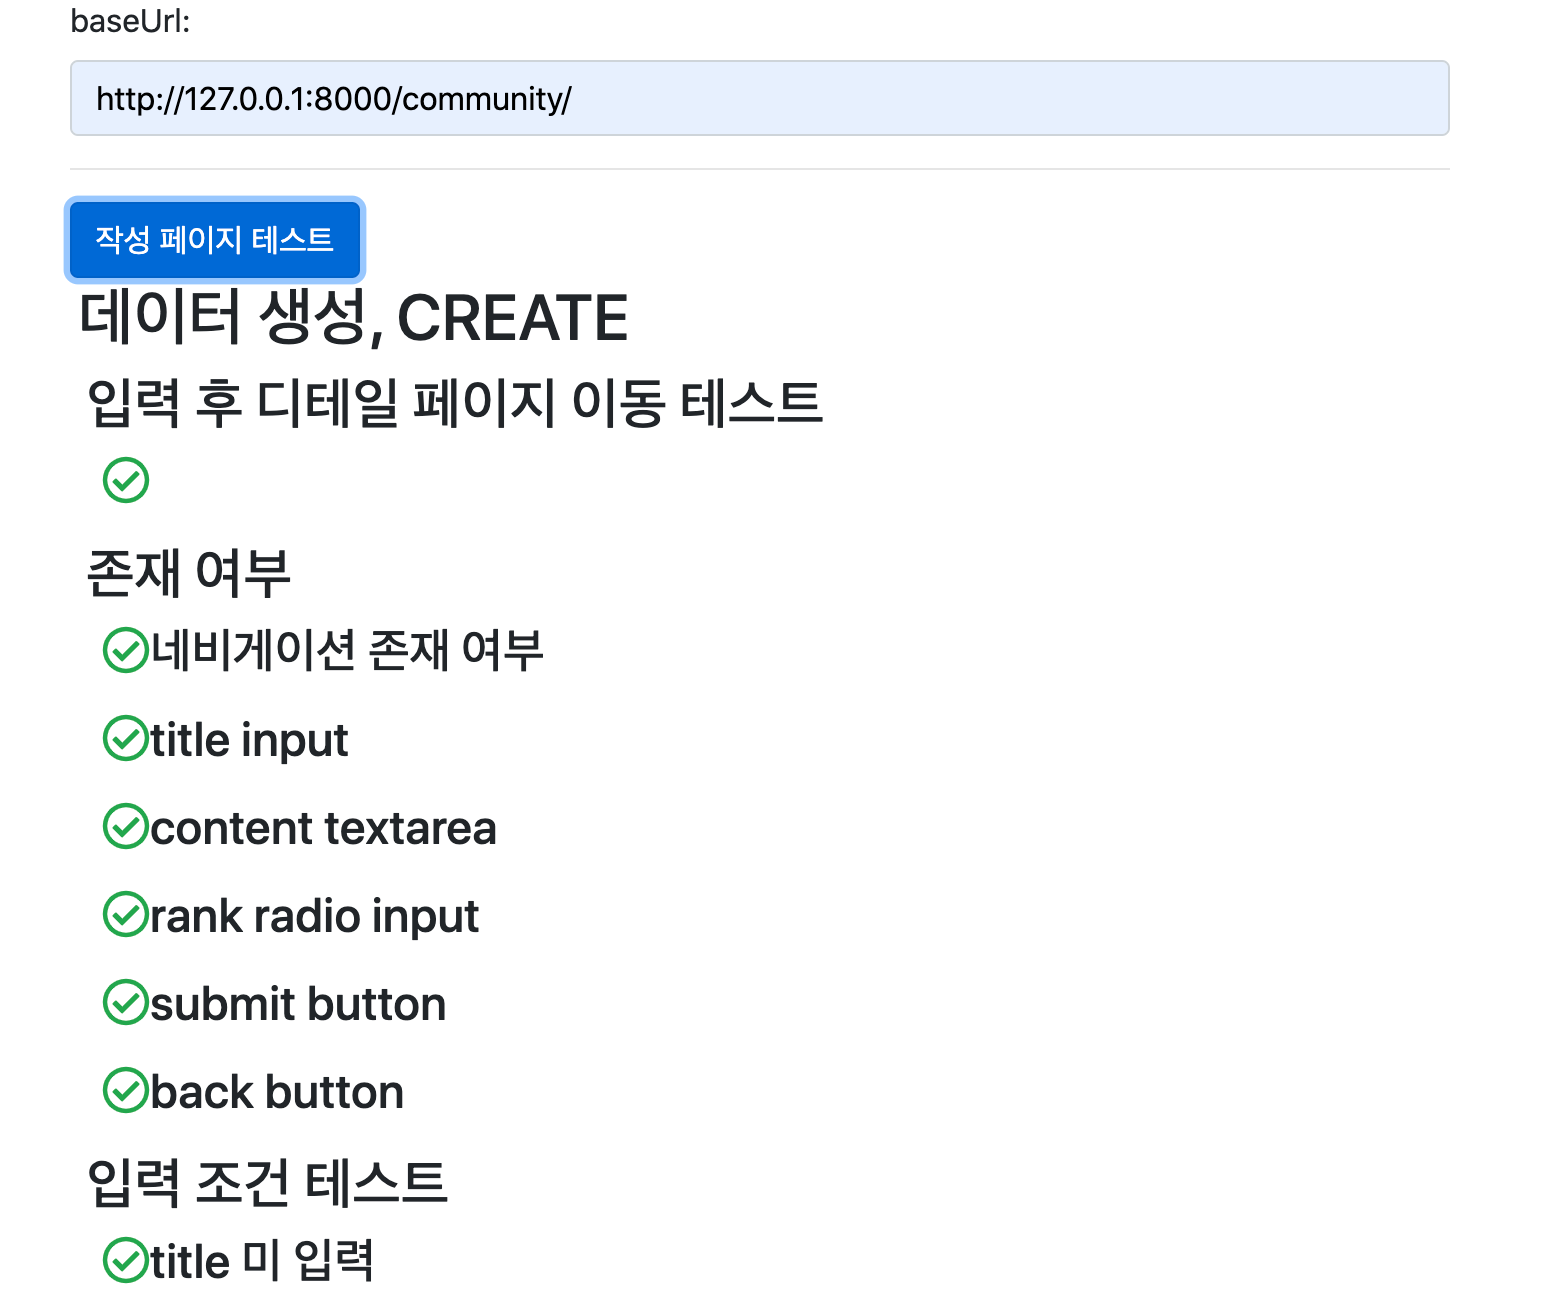 baseUrl:
http://127.0.0.1:8000/community/
작성 페이지 테스트
데이터 생성, CREATE
입력 후 디테일 페이지 이동 테스트
존재 여부
네비게이션 존재 여부
title input
content textarea
rank radio input
submit button
back button
입력 조건 테스트
title 미 입력